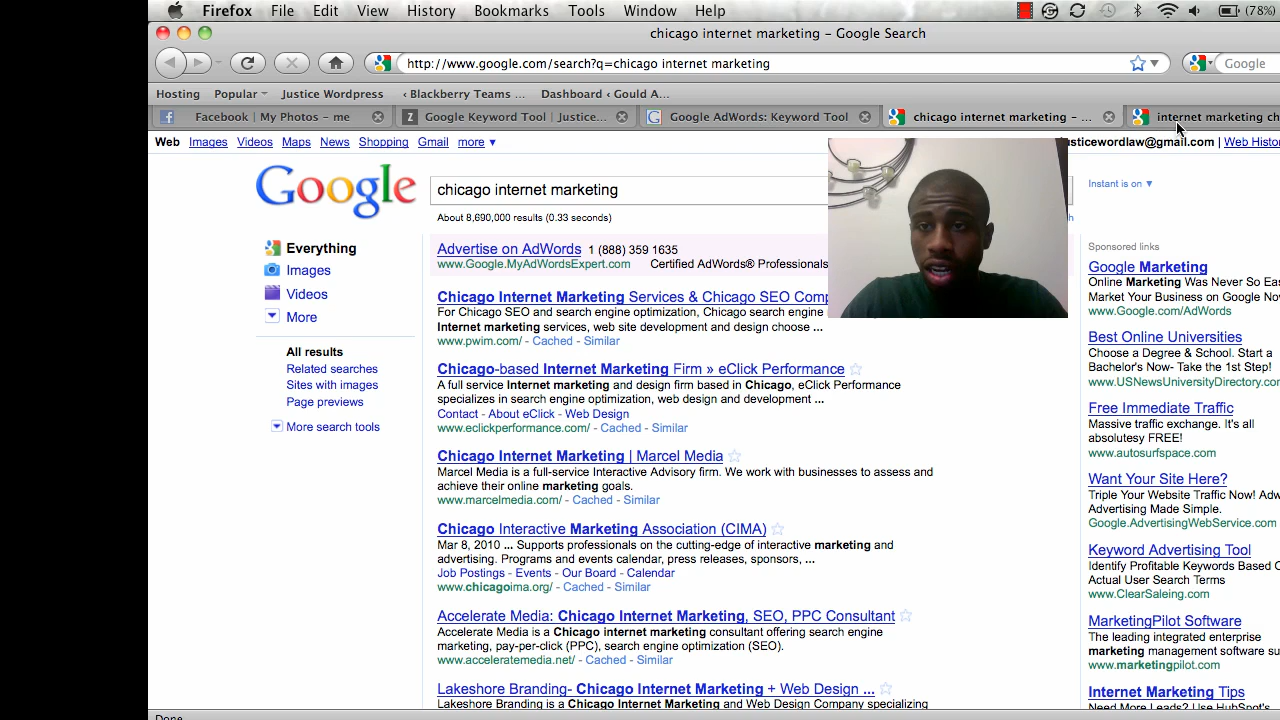 Firefox File Edit View History Bookmarks Tools Window Help (78%)
chicago internet marketing – Google Search
http://www.google.com/search?q=chicago internet marketing Google
Hosting Popular Justice Wordpress ‹ Blackberry Teams ... Dashboard ‹ Gould A...
Facebook | My Photos – me Google Keyword Tool | Justice... Google AdWords: Keyword Tool chicago internet marketing – ... internet marketing ch
Web Images Videos Maps News Shopping Gmail more ▼
usticewordlaw@gmail.com | Web Histor
Google
chicago internet marketing
Instant is on ▼
About 8,690,000 results (0.33 seconds)
Everything
Images
Videos
More
All results
Related searches
Sites with images
Page previews
More search tools
Advertise on AdWords 1 (888) 359 1635
www.Google.MyAdWordsExpert.com Certified AdWords® Professionals
Chicago Internet Marketing Services & Chicago SEO Comp
For Chicago SEO and search engine optimization, Chicago search engine
Internet marketing services, web site development and design choose ...
www.pwim.com/ - Cached - Similar
Chicago-based Internet Marketing Firm » eClick Performance
A full service Internet marketing and design firm based in Chicago, eClick Performance
specializes in search engine optimization, web design and development ...
Contact - About eClick - Web Design
www.eclickperformance.com/ - Cached - Similar
Chicago Internet Marketing | Marcel Media
Marcel Media is a full-service Interactive Advisory firm. We work with businesses to assess and
achieve their online marketing goals.
www.marcelmedia.com/ - Cached - Similar
Chicago Interactive Marketing Association (CIMA)
Mar 8, 2010 ... Supports professionals on the cutting-edge of interactive marketing and
advertising. Programs and events calendar, press releases, sponsors, ...
Job Postings - Events - Our Board - Calendar
www.chicagoima.org/ - Cached - Similar
Accelerate Media: Chicago Internet Marketing, SEO, PPC Consultant
Accelerate Media is a Chicago internet marketing consultant offering search engine
marketing, pay-per-click (PPC), search engine optimization (SEO).
www.acceleratemedia.net/ - Cached - Similar
Lakeshore Branding- Chicago Internet Marketing + Web Design ...
Lakeshore Branding is a Chicago Internet Marketing and Web Design Company specializing
Sponsored links
Google Marketing
Online Marketing Was Never So Eas
Market Your Business on Google Now
www.Google.com/AdWords
Best Online Universities
Choose a Degree & School. Start a
Bachelor's Now- Take the 1st Step!
www.USNewsUniversityDirectory.com
Free Immediate Traffic
Massive traffic exchange. It's all
absolutesy FREE!
www.autosurfspace.com
Want Your Site Here?
Triple Your Website Traffic Now! Adw
Advertising Made Simple.
Google.AdvertisingWebService.com
Keyword Advertising Tool
Identify Profitable Keywords Based O
Actual User Search Terms
www.ClearSaleing.com
MarketingPilot Software
The leading integrated enterprise
marketing management software su
www.marketingpilot.com
Internet Marketing Tips
Need More Leads? Use HubSpot's
Done